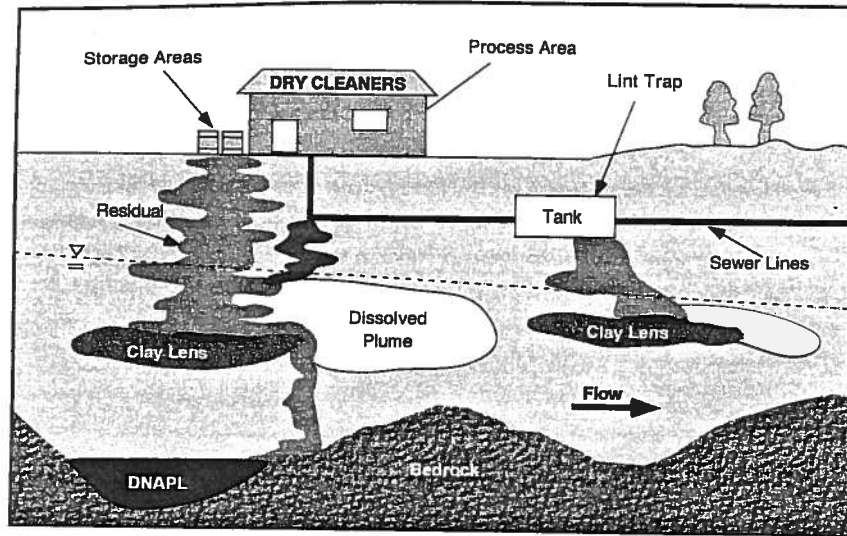 Storage Areas
DRY CLEANERS
Process Area
Lint Trap
Residual
Tank
Sewer Lines
Dissolved
Plume
Clay Lens
Clay Lens
Flow
Bedrock
DNAPL